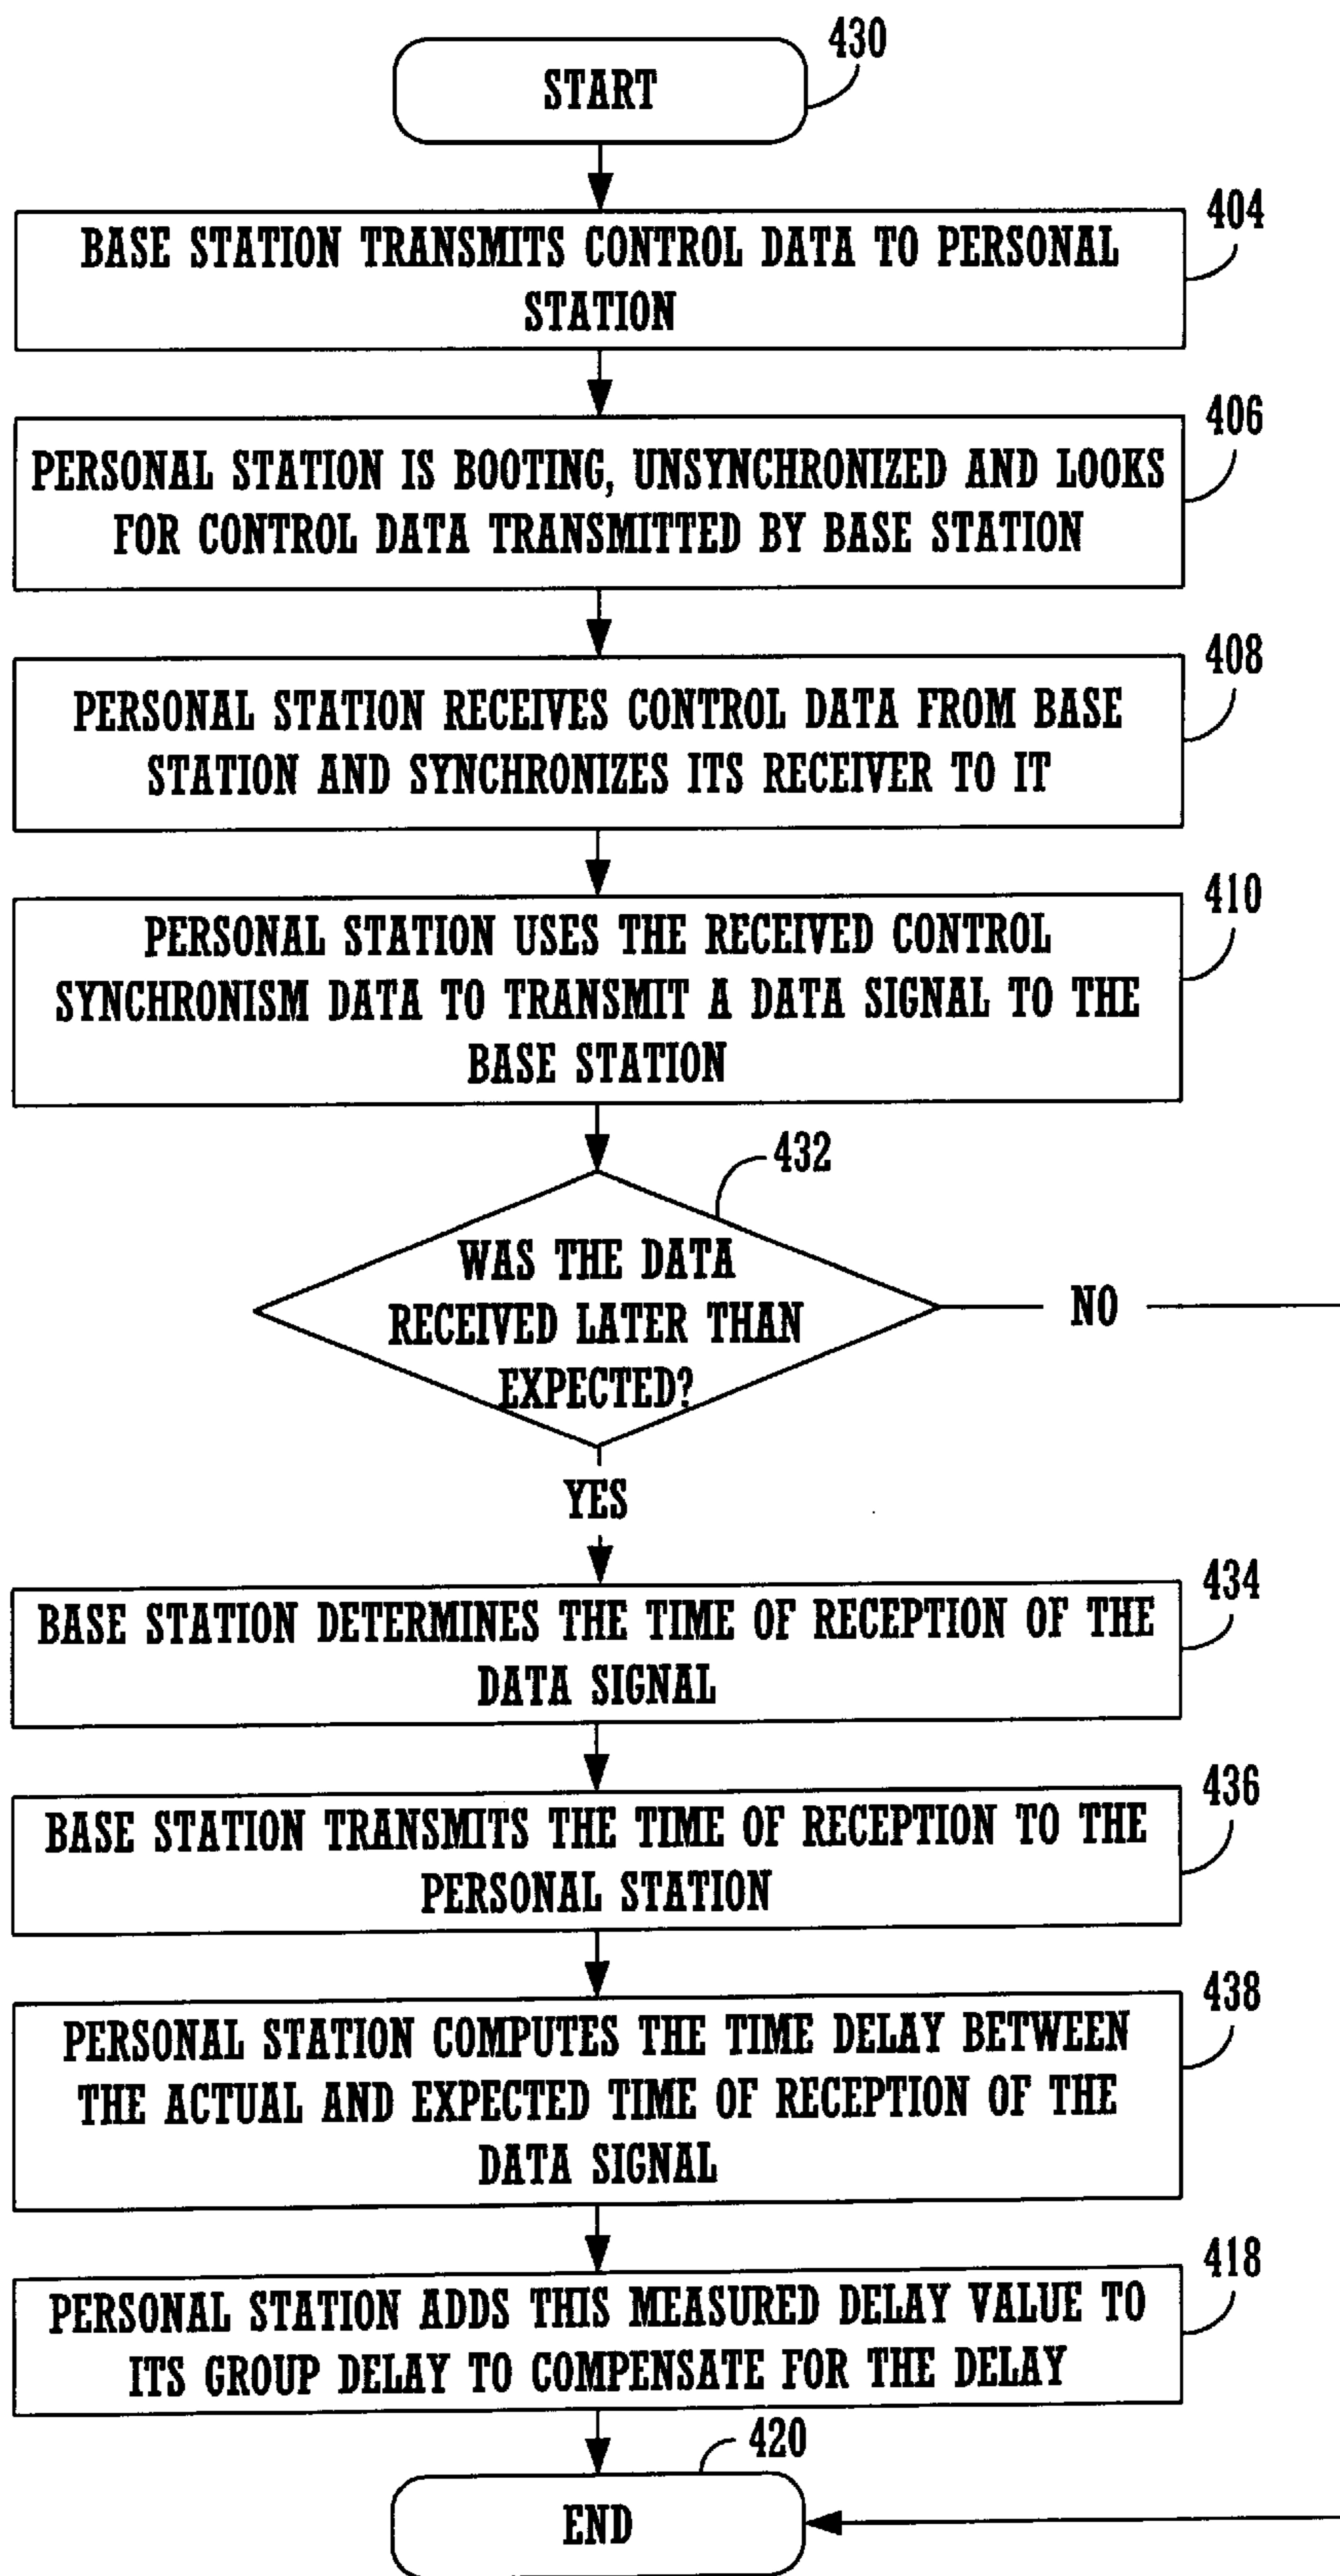 430
START
404
BASE STATION TRANSMITS CONTROL DATA TO PERSONAL
STATION
406
PERSONAL STATION IS BOOTING, UNSYNCHRONIZED AND LOOKS
FOR CONTROL DATA TRANSMITTED BY BASE STATION
408
PERSONAL STATION RECEIVES CONTROL DATA FROM BASE
STATION AND SYNCHRONIZES ITS RECEIVER TO IT
410
PERSONAL STATION USES THE RECEIVED CONTROL
SYNCHRONISM DATA TO TRANSMIT A DATA SIGNAL TO THE
BASE STATION
432
WAS THE DATA
RECEIVED LATER THAN
EXPECTED?
NO
YES
434
BASE STATION DETERMINES THE TIME OF RECEPTION OF THE
DATA SIGNAL
436
BASE STATION TRANSMITS THE TIME OF RECEPTION TO THE
PERSONAL STATION
438
PERSONAL STATION COMPUTES THE TIME DELAY BETWEEN
THE ACTUAL AND EXPECTED TIME OF RECEPTION OF THE
DATA SIGNAL
418
PERSONAL STATION ADDS THIS MEASURED DELAY VALUE TO
ITS GROUP DELAY TO COMPENSATE FOR THE DELAY
420
END